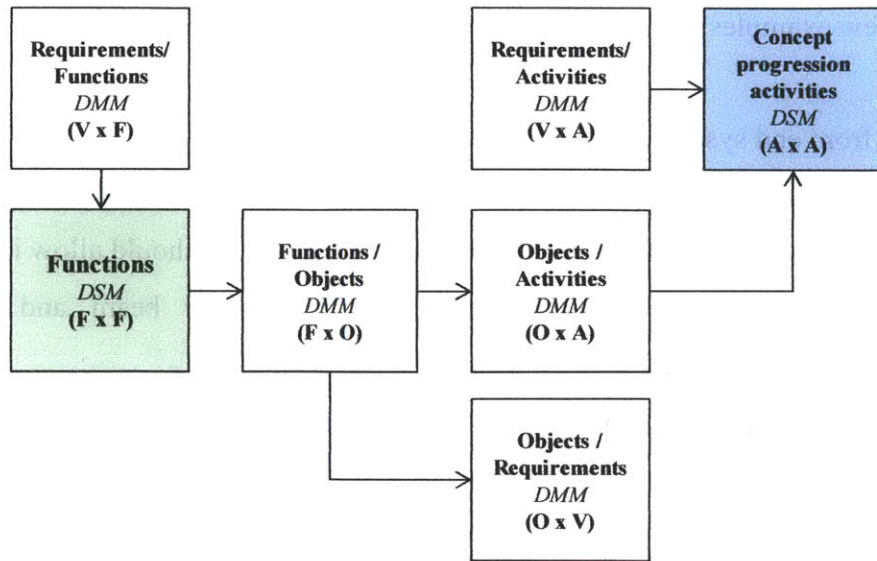 Requirements/
Functions
DMM
(V x F)
Requirements/
Activities
DMM
(V x A)
Concept
progression
activities
DSM
(A x A)
Functions
DSM
(F x F)
Functions /
Objects
DMM
(F x O)
Objects /
Activities
DMM
(O x A)
Objects /
Requirements
DMM
(O x V)